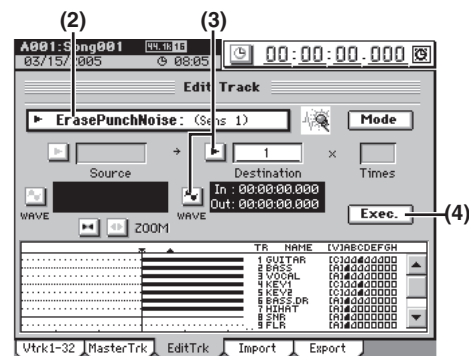 (2)
(3)
A001:Song001 44.1k 16
03/15/2005 08:05
00:00:00.000
Edit Track
ErasePunchNoise: (Sens 1)
Mode
→ 1 ×
Source Destination Times
In : 00:00:00.000
Out: 00:00:00.000
WAVE WAVE
ZOOM
Exec.
(4)
TR NAME [V]ABCDEFGH
1 GUITAR
2 BASS
3 VOCAL
4 KEY1
5 KEY2
6 BASS.DR
7 HIHAT
8 SNR
9 FLR
Vtrk1-32 MasterTrk EditTrk Import Export